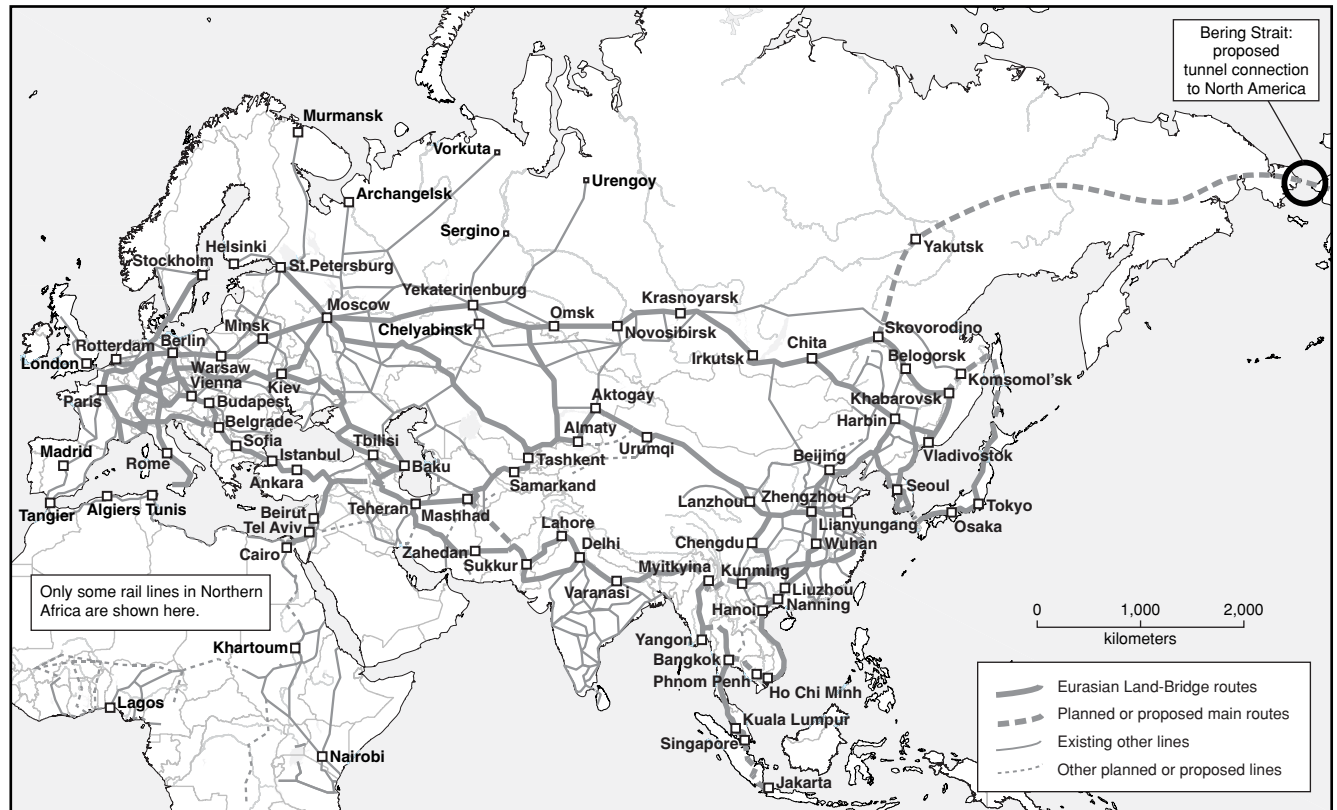 Bering Strait:
proposed
tunnel connection
to North America
Murmansk
Vorkuta
Urengoy
Archangelsk
Sergino
Yakutsk
Helsinki
Stockholm
St.Petersburg
Yekaterinenburg
Krasnoyarsk
Moscow
Omsk
Skovorodino
Minsk
Chelyabinsk
Novosibirsk
Chita
Rotterdam
Berlin
Irkutsk
Belogorsk
London
Warsaw
Komsomol'sk
Vienna
Kiev
Aktogay
Khabarovsk
Paris
Budapest
Harbin
Belgrade
Almaty
Tbilisi
Sofia
Urumqi
Madrid
Istanbul
Beijing
Vladivostok
Rome
Baku
Tashkent
Ankara
Samarkand
Seoul
Lanzhou
Zhengzhou
Tangier
Algiers
Tunis
Beirut
Teheran
Mashhad
Tokyo
Tel Aviv
Lahore
Lianyungang
Osaka
Cairo
Zahedan
Delhi
Chengdu
Wuhan
Sukkur
Myitkyina
Kunming
Only some rail lines in Northern
Africa are shown here.
Varanasi
Liuzhou
Nanning
Hanoi
0 1,000 2,000
kilometers
Khartoum
Yangon
Bangkok
Phnom Penh
Ho Chi Minh
Lagos
Kuala Lumpur
Singapore
Nairobi
Jakarta
Eurasian Land-Bridge routes
Planned or proposed main routes
Existing other lines
Other planned or proposed lines